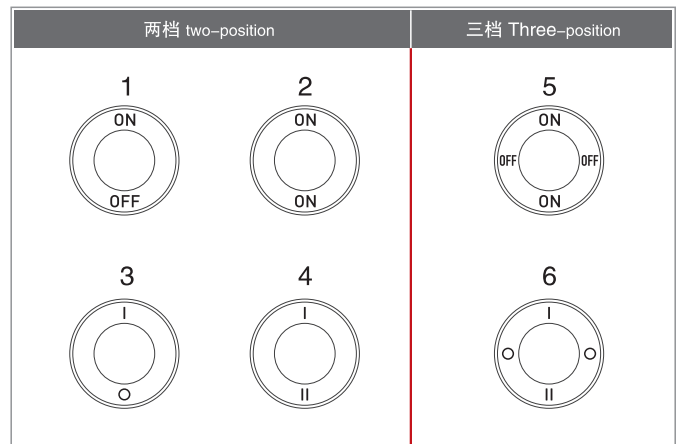 两档 two-position
三档 Three-position
1
2
5
ON
OFF
ON
ON
ON
OFF OFF
ON
3
4
6
I
O
I
II
I
O O
II